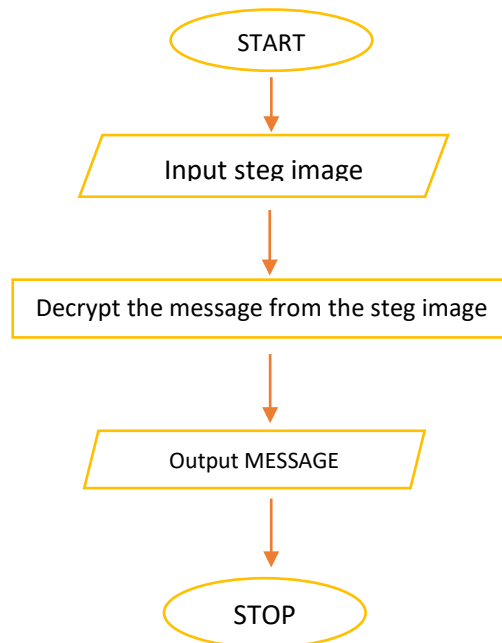 START
Input steg image
Decrypt the message from the steg image
Output MESSAGE
STOP